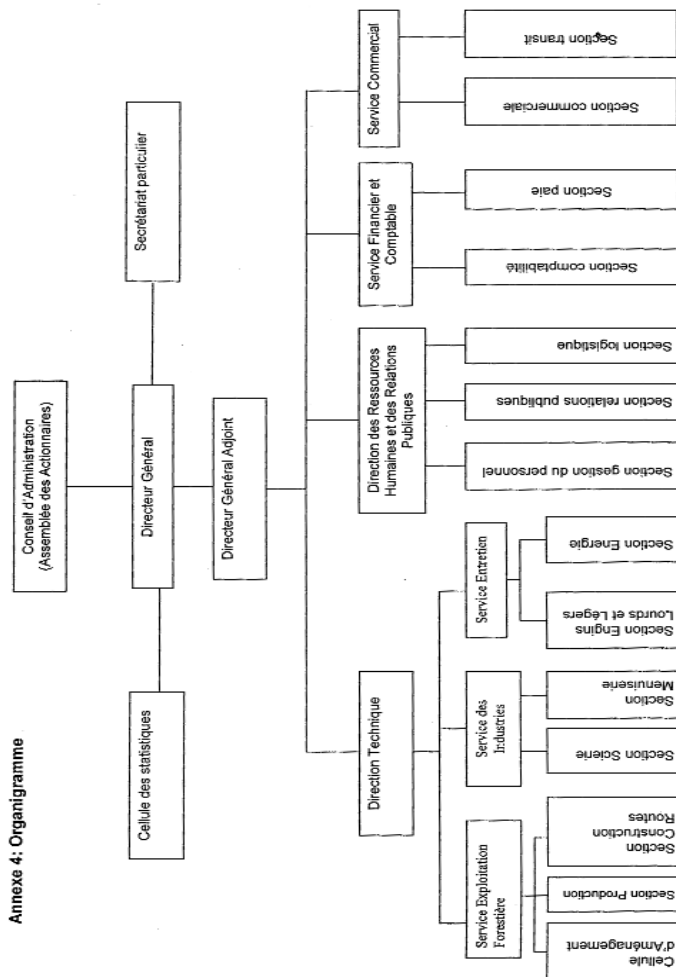 Annexe 4: Organigramme
Conseil d'Administration
(Assemblée des Actionnaires)
Cellule des statistiques
Directeur Général
Secrétariat particulier
Directeur Général Adjoint
Direction Technique
Direction des Ressources
Humaines et des Relations
Publiques
Service Financier et
Comptable
Service Commercial
Service Exploitation
Forestière
Service des
Industries
Service Entretien
Cellule
d'Aménagement
Section Production
Section
Construction
Routes
Section Scierie
Section
Menuiserie
Section Engins
Lourds et Légers
Section Energie
Section gestion du personnel
Section relations publiques
Section logistique
Section comptabilité
Section paie
Section commerciale
Section transit